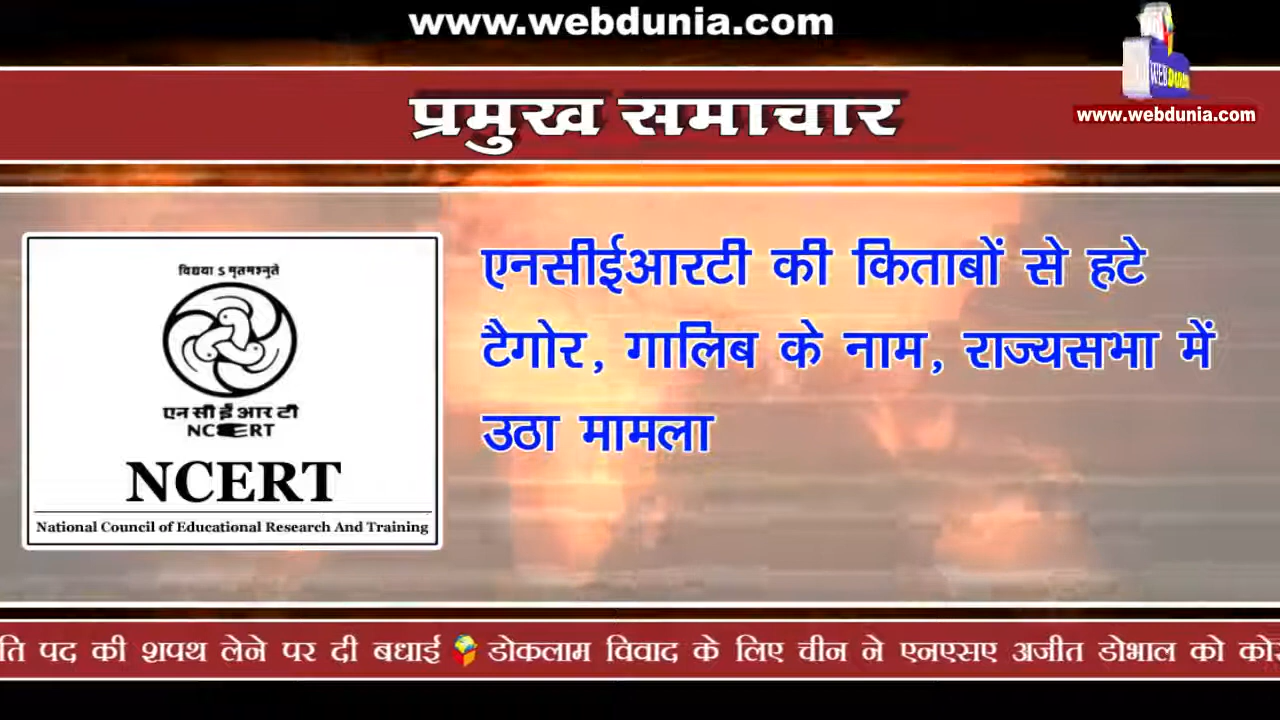 www.webdunia.com
प्रमुख समाचार
WEBDUNIA
www.webdunia.com
विद्यया ऽ मृतमश्नुते
एन सी ई आर टी
NCERT
NCERT
National Council of Educational Research And Training
एनसीईआरटी की किताबों से हटे
टैगोर, गालिब के नाम, राज्यसभा में
उठा मामला
ति पद की शपथ लेने पर दी बधाई डोकलाम विवाद के लिए चीन ने एनएसए अजीत डोभाल को